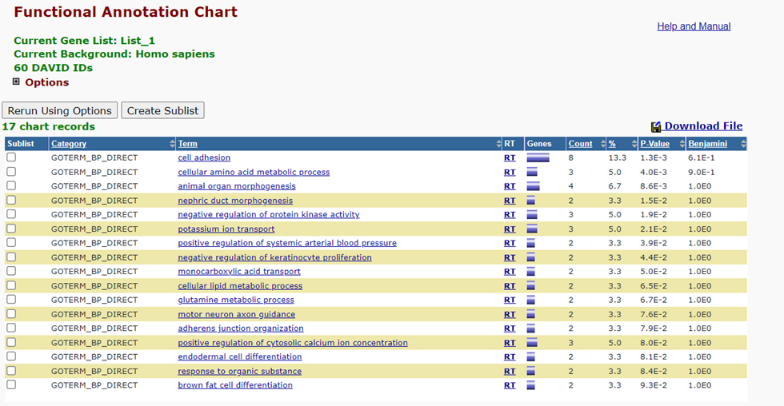 Functional Annotation Chart
Help and Manual
Current Gene List: List_1
Current Background: Homo sapiens
60 DAVID IDs
Options
Rerun Using Options Create Sublist
17 chart records Download File
Sublist Category Term RT Genes Count % P-Value Benjamini
GOTERM_BP_DIRECT cell adhesion RT 8 13.3 1.3E-3 6.1E-1
GOTERM_BP_DIRECT cellular amino acid metabolic process RT 3 5.0 4.0E-3 9.0E-1
GOTERM_BP_DIRECT animal organ morphogenesis RT 4 6.7 8.6E-3 1.0E0
GOTERM_BP_DIRECT nephric duct morphogenesis RT 2 3.3 1.5E-2 1.0E0
GOTERM_BP_DIRECT negative regulation of protein kinase activity RT 3 5.0 1.9E-2 1.0E0
GOTERM_BP_DIRECT potassium ion transport RT 3 5.0 2.1E-2 1.0E0
GOTERM_BP_DIRECT positive regulation of systemic arterial blood pressure RT 2 3.3 3.9E-2 1.0E0
GOTERM_BP_DIRECT negative regulation of keratinocyte proliferation RT 2 3.3 4.4E-2 1.0E0
GOTERM_BP_DIRECT monocarboxylic acid transport RT 2 3.3 5.0E-2 1.0E0
GOTERM_BP_DIRECT cellular lipid metabolic process RT 2 3.3 6.5E-2 1.0E0
GOTERM_BP_DIRECT glutamine metabolic process RT 2 3.3 6.7E-2 1.0E0
GOTERM_BP_DIRECT motor neuron axon guidance RT 2 3.3 7.6E-2 1.0E0
GOTERM_BP_DIRECT adherens junction organization RT 2 3.3 7.9E-2 1.0E0
GOTERM_BP_DIRECT positive regulation of cytosolic calcium ion concentration RT 3 5.0 8.0E-2 1.0E0
GOTERM_BP_DIRECT endodermal cell differentiation RT 2 3.3 8.1E-2 1.0E0
GOTERM_BP_DIRECT response to organic substance RT 2 3.3 8.4E-2 1.0E0
GOTERM_BP_DIRECT brown fat cell differentiation RT 2 3.3 9.3E-2 1.0E0